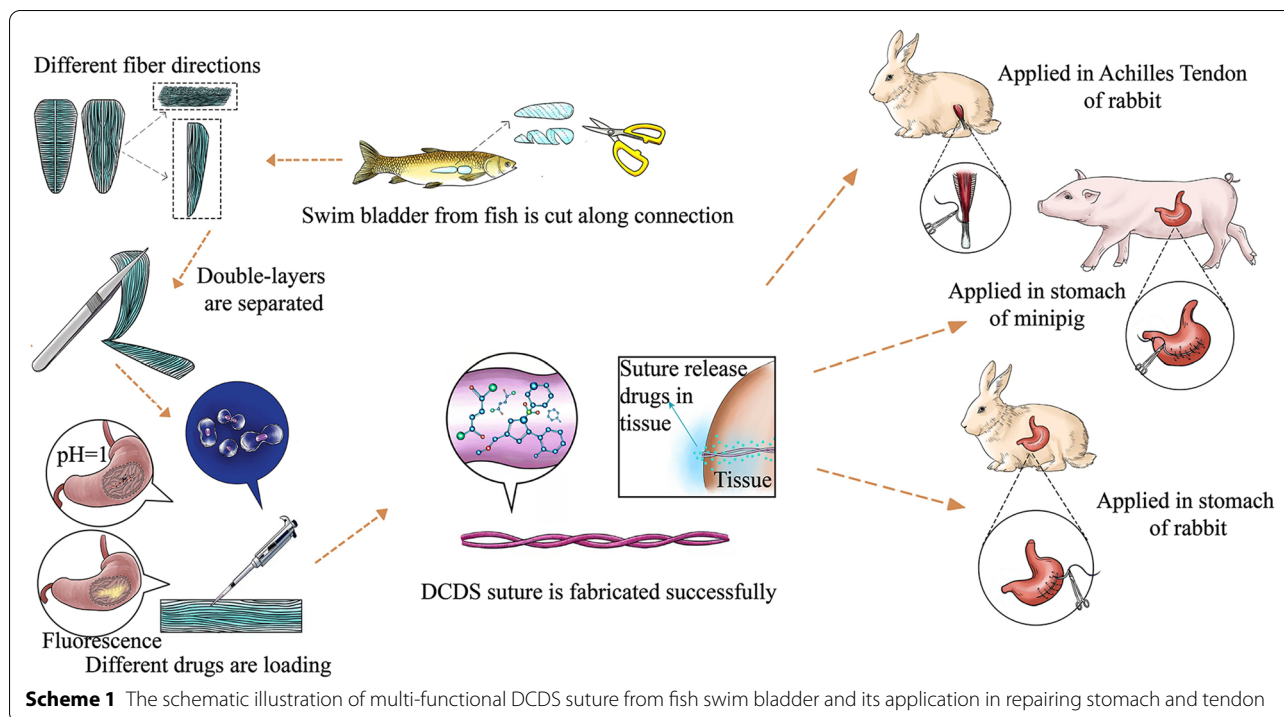 Different fiber directions
Swim bladder from fish is cut along connection
Double-layers
are separated
pH=1
Fluorescence
Different drugs are loading
Suture release
drugs in
tissue
Tissue
DCDS suture is fabricated successfully
Applied in Achilles Tendon
of rabbit
Applied in stomach
of minipig
Applied in stomach
of rabbit
Scheme 1 The schematic illustration of multi-functional DCDS suture from fish swim bladder and its application in repairing stomach and tendon